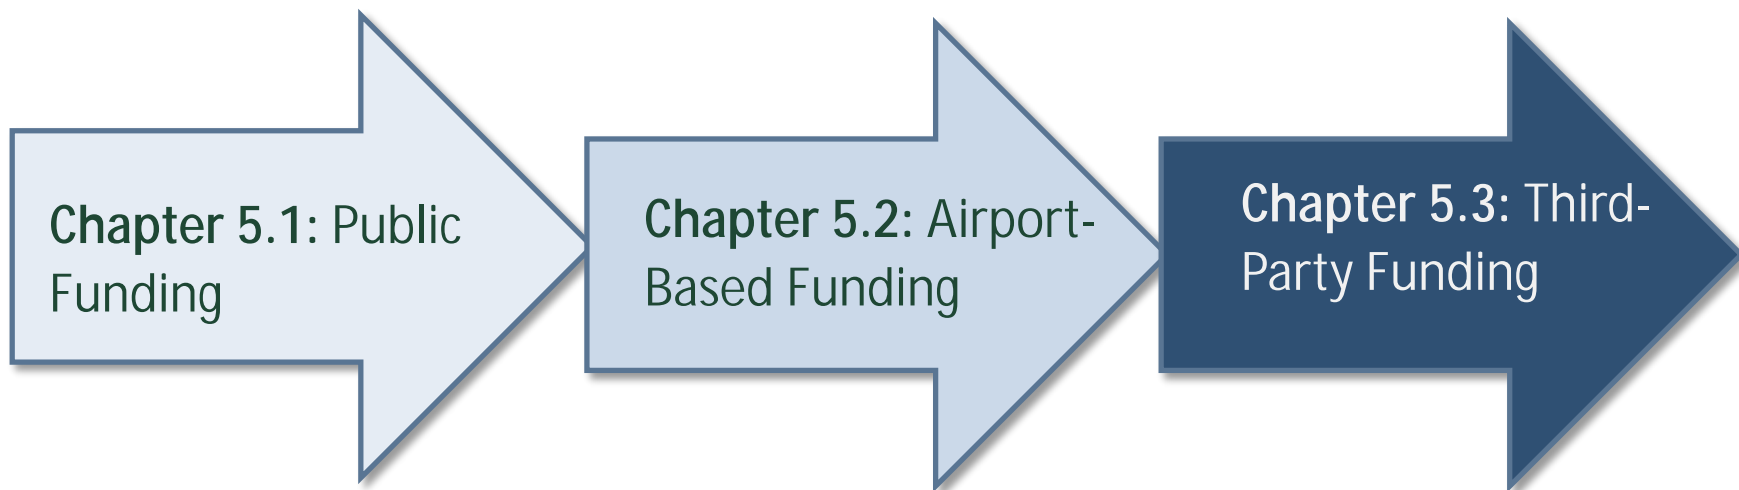 Chapter 5.1: Public
Funding
Chapter 5.2: Airport-
Based Funding
Chapter 5.3: Third-
Party Funding